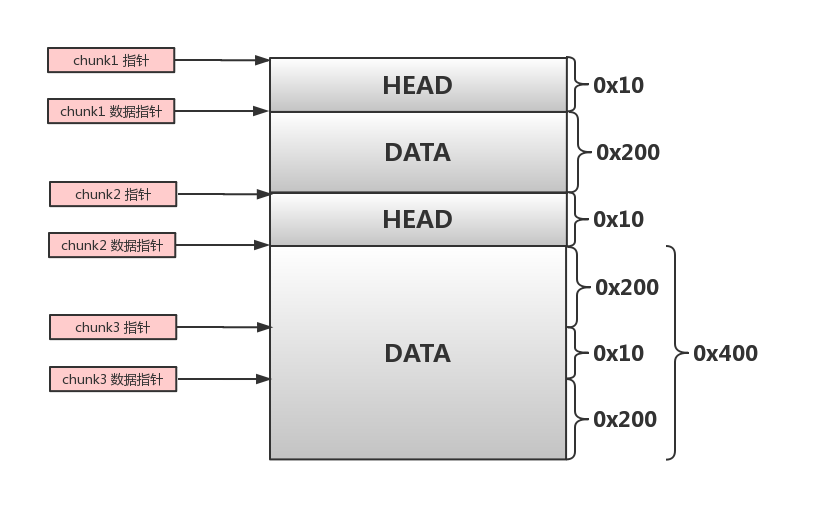 chunk1 指针
HEAD
0x10
chunk1 数据指针
DATA
0x200
chunk2 指针
HEAD
0x10
chunk2 数据指针
0x200
chunk3 指针
DATA
0x10
0x400
chunk3 数据指针
0x200